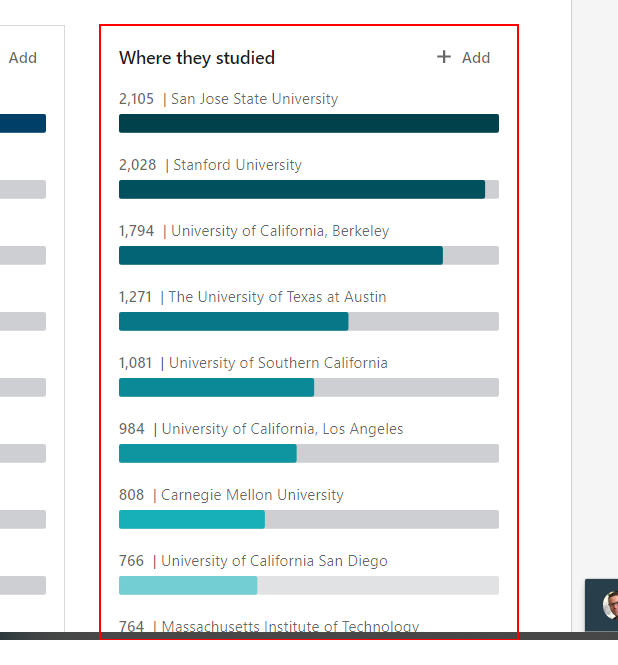 Add
Where they studied
+ Add
2,105 | San Jose State University
2,028 | Stanford University
1,794 | University of California, Berkeley
1,271 | The University of Texas at Austin
1,081 | University of Southern California
984 | University of California, Los Angeles
808 | Carnegie Mellon University
766 | University of California San Diego
764 | Massachusetts Institute of Technology